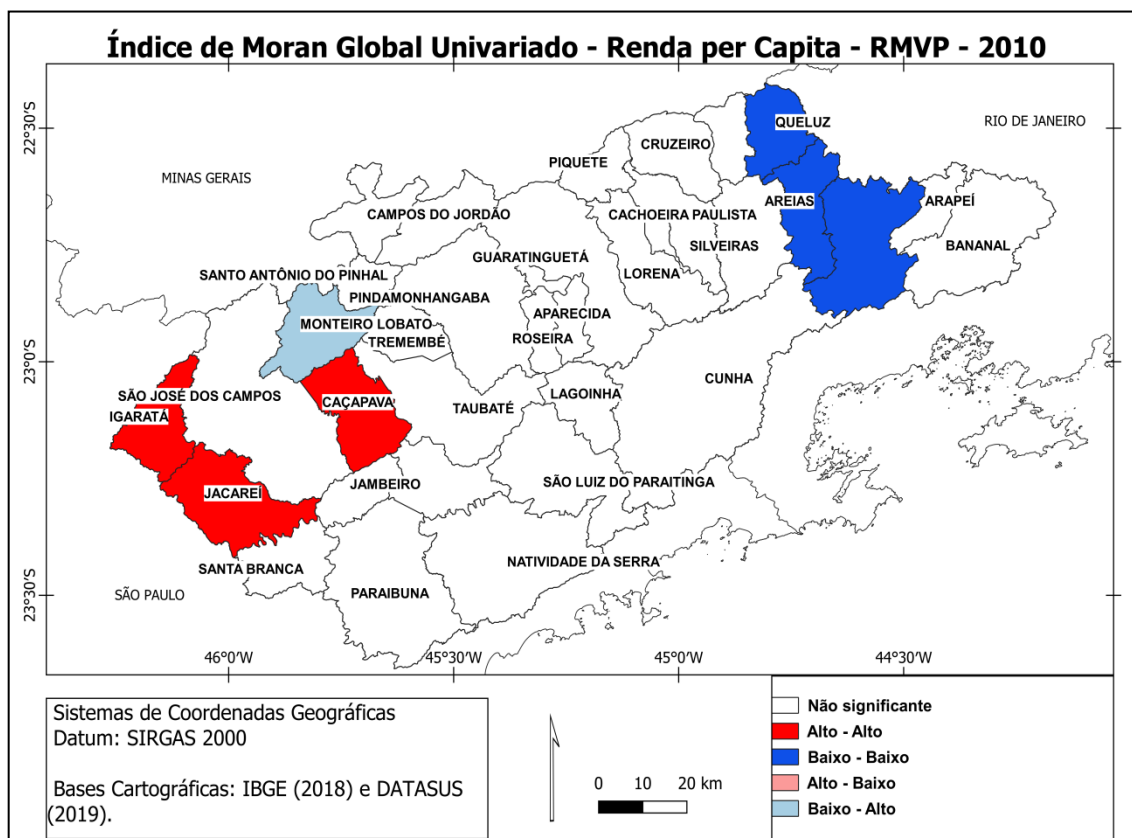 Índice de Moran Global Univariado - Renda per Capita - RMVP - 2010
22°30'S
23°0'S
23°30'S
MINAS GERAIS
RIO DE JANEIRO
QUELUZ
CRUZEIRO
PIQUETE
CAMPOS DO JORDÃO
CACHOEIRA PAULISTA
AREIAS
ARAPEÍ
SILVEIRAS
BANANAL
GUARATINGUETÁ
LORENA
SANTO ANTÔNIO DO PINHAL
PINDAMONHANGABA
APARECIDA
MONTEIRO LOBATO
TREMEMBÉ
ROSEIRA
CUNHA
SÃO JOSÉ DOS CAMPOS
CAÇAPAVA
LAGOINHA
IGARATÁ
TAUBATÉ
JAMBEIRO
SÃO LUIZ DO PARAITINGA
JACAREÍ
NATIVIDADE DA SERRA
SANTA BRANCA
SÃO PAULO
PARAIBUNA
46°0'W
45°30'W
45°0'W
44°30'W
Sistemas de Coordenadas Geográficas
Datum: SIRGAS 2000
Bases Cartográficas: IBGE (2018) e DATASUS
(2019).
0 10 20 km
Não significante
Alto - Alto
Baixo - Baixo
Alto - Baixo
Baixo - Alto